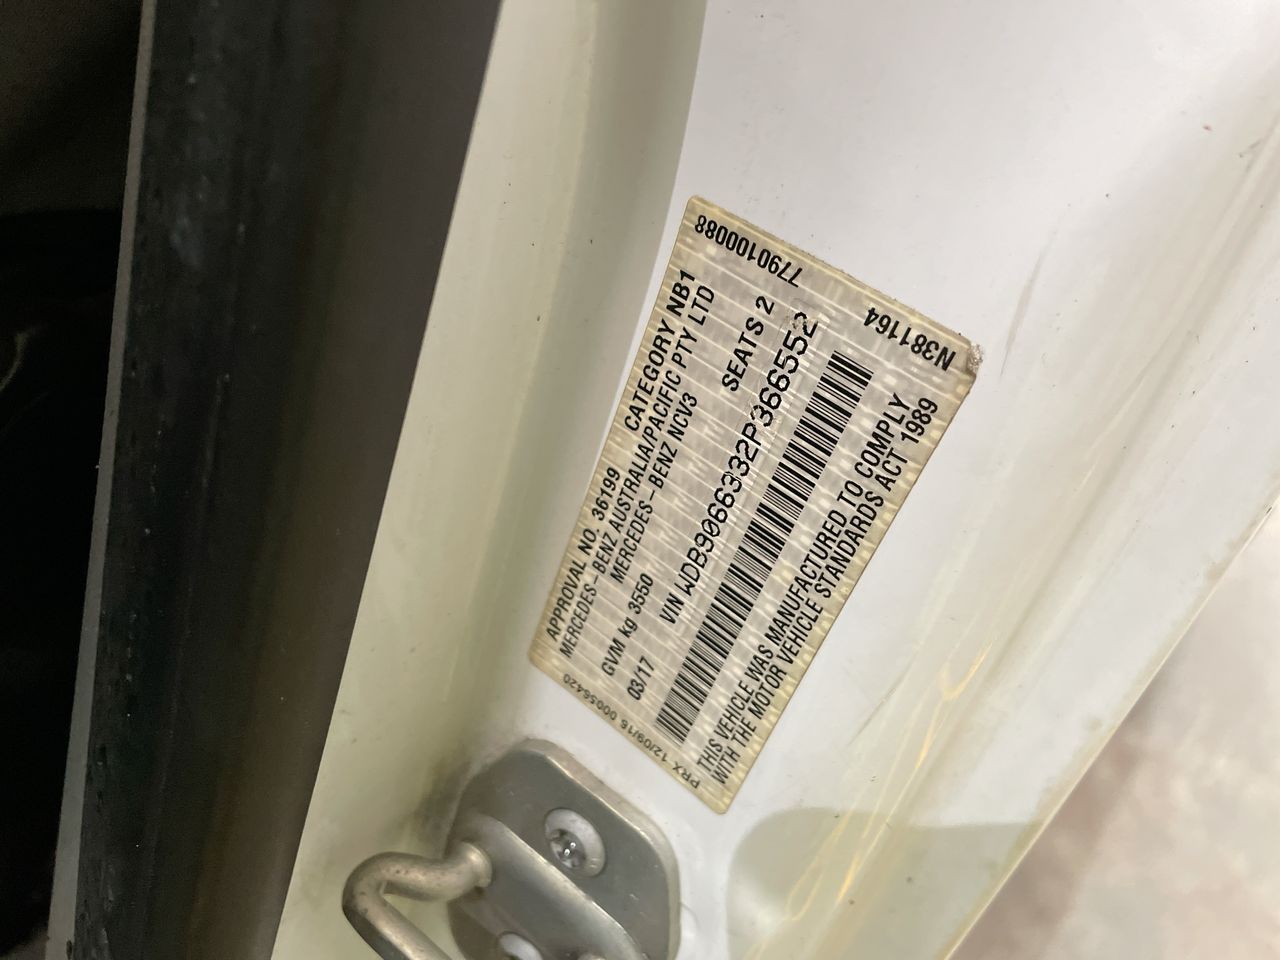 APPROVAL NO. 36199 CATEGORY NB1
MERCEDES-BENZ AUSTRALIA/PACIFIC PTY LTD
MERCEDES-BENZ NCV3
GVM kg 3550 SEATS 2
03/17 VIN WDB9066332P366552
THIS VEHICLE WAS MANUFACTURED TO COMPLY
WITH THE MOTOR VEHICLE STANDARDS ACT 1989
PRX 12/09/16 00056420
7790100088
N381164